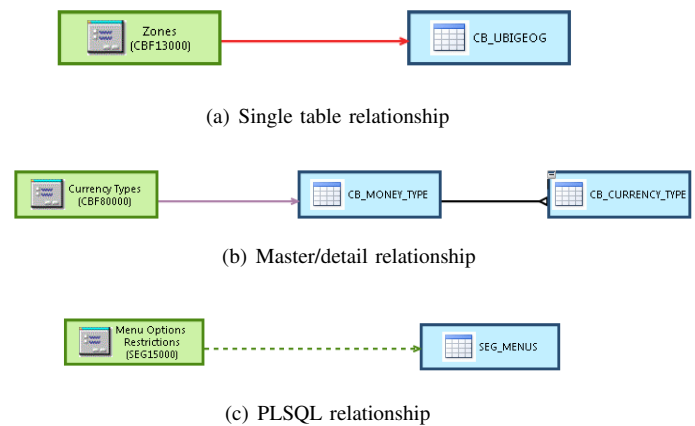 Zones
(CBF13000)
CB_UBIGEOG
(a) Single table relationship
Currency Types
(CBF80000)
CB_MONEY_TYPE
CB_CURRENCY_TYPE
(b) Master/detail relationship
Menu Options
Restrictions
(SEG15000)
SEG_MENUS
(c) PLSQL relationship